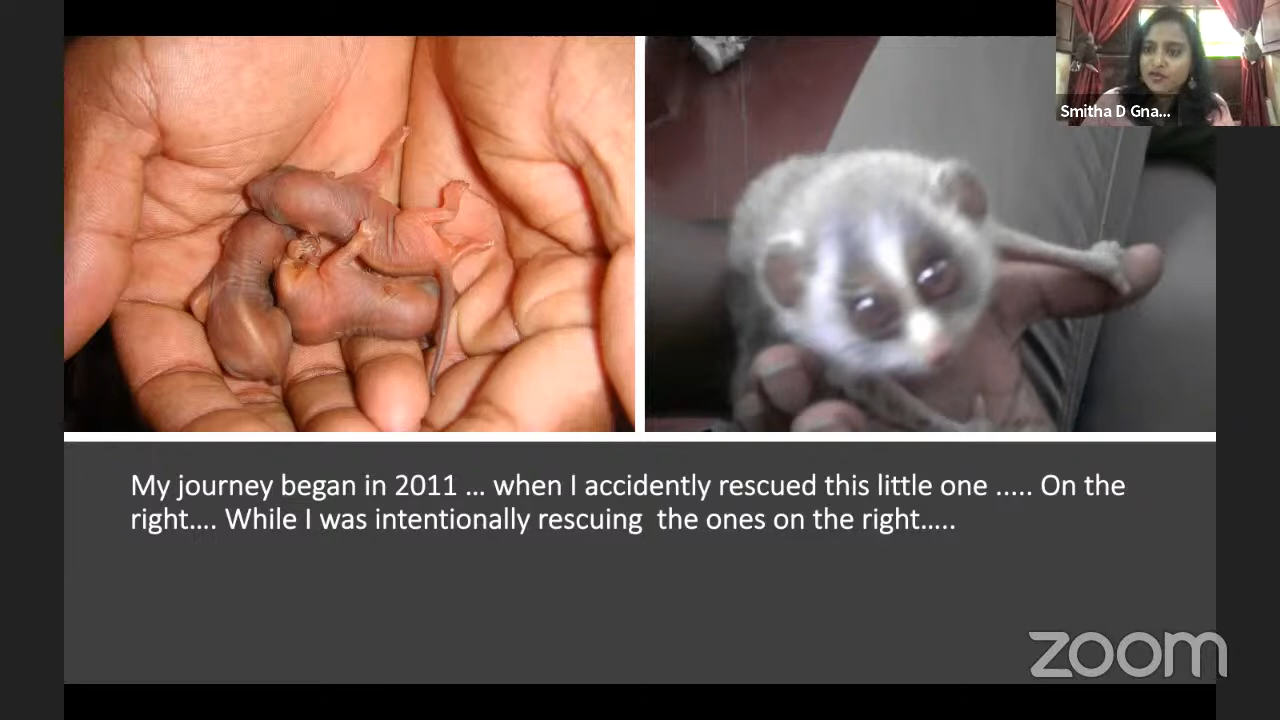 Smitha D Gna...
My journey began in 2011 … when I accidently rescued this little one ..... On the
right…. While I was intentionally rescuing  the ones on the right…..
zoom